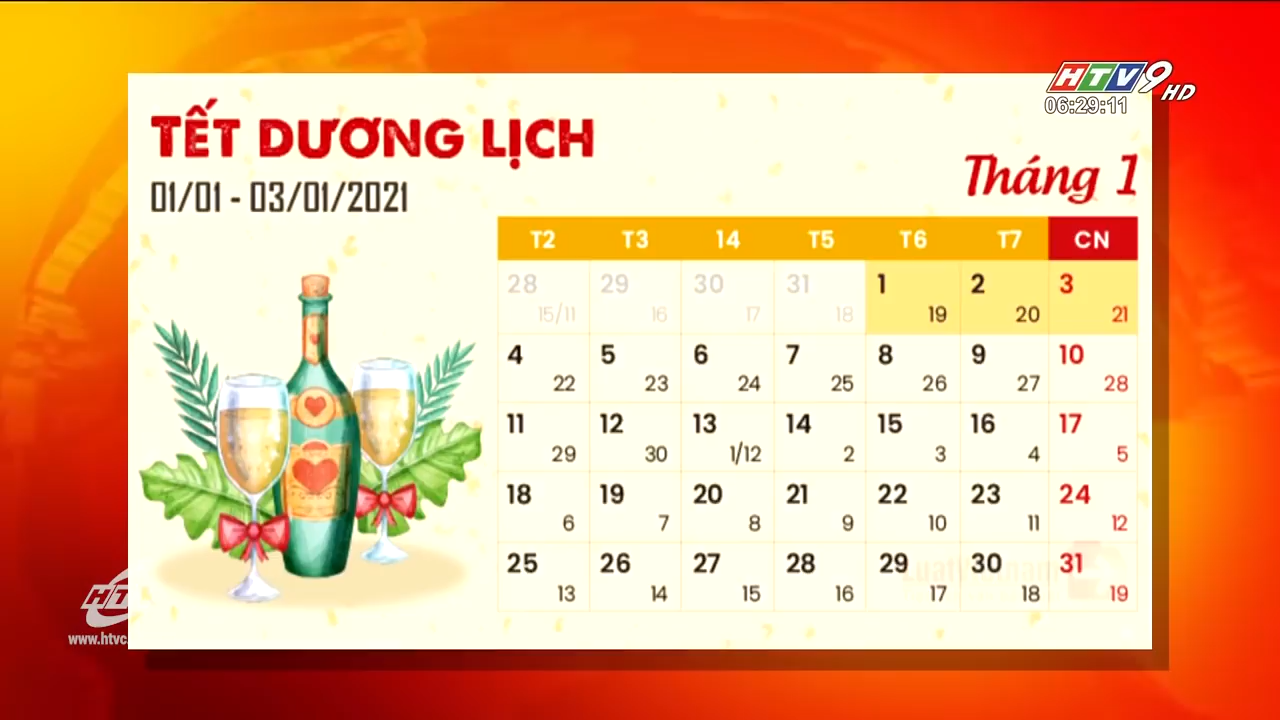 HTV9 HD
06:29:11
TẾT DƯƠNG LỊCH
01/01 - 03/01/2021
Tháng 1
T2 T3 14 T5 T6 T7 CN
28 29 30 31 1 2 3
15/11 16 17 18 19 20 21
4 5 6 7 8 9 10
22 23 24 25 26 27 28
11 12 13 14 15 16 17
29 30 1/12 2 3 4 5
18 19 20 21 22 23 24
6 7 8 9 10 11 12
25 26 27 28 29 30 31
13 14 15 16 17 18 19
HT
www.htvc.